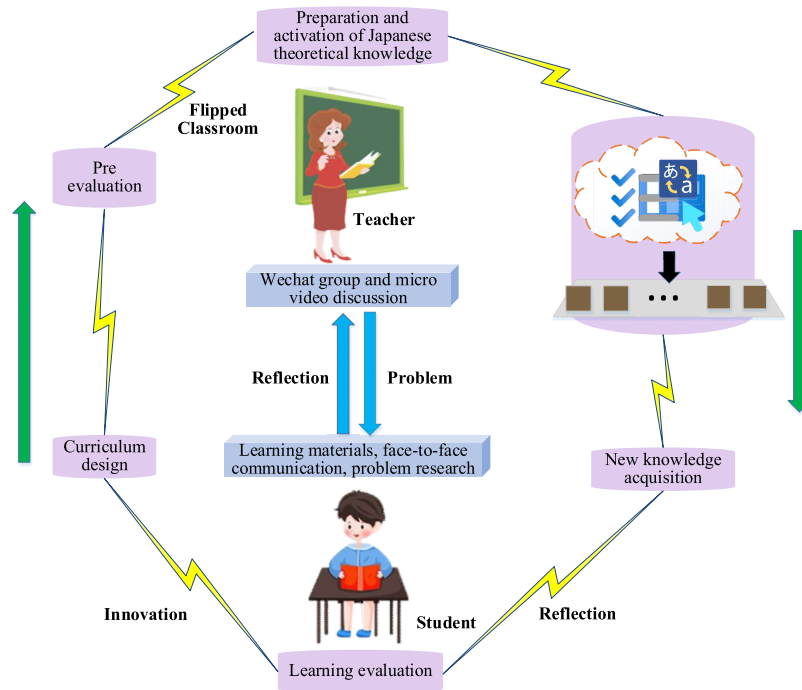 Preparation and
activation of Japanese
theoretical knowledge
Flipped
Classroom
Pre
evaluation
あ
a
Teacher
Wechat group and micro
video discussion
Reflection
Problem
Learning materials, face-to-face
communication, problem research
Curriculum
design
New knowledge
acquisition
Innovation
Student
Reflection
Learning evaluation